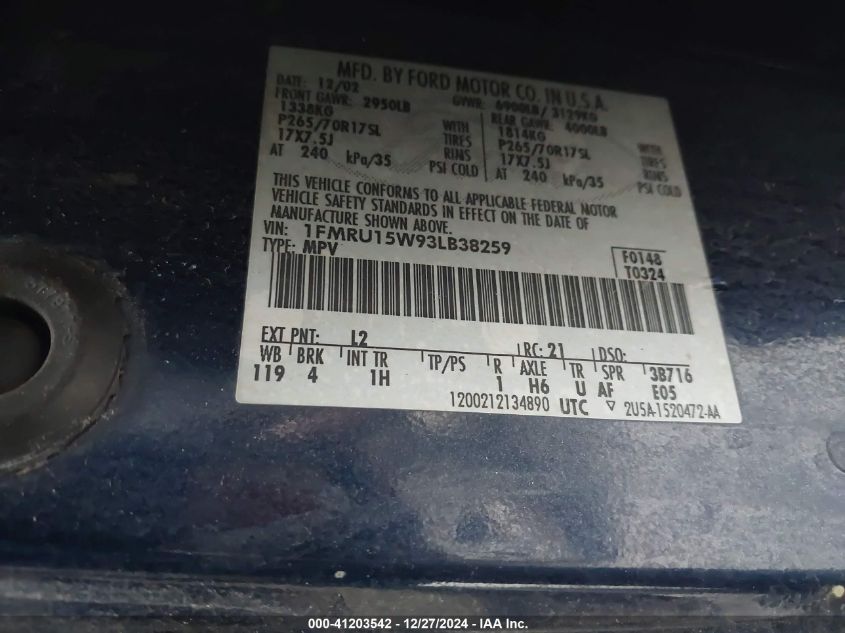 MFD. BY FORD MOTOR CO. IN U.S.A.
DATE: 12/02 GVWR: 6900LB/ 3129KG
FRONT GAWR: 2950LB REAR GAWR: 4000LB
1338KG 1814KG
P265/70R17SL WITH TIRES P265/70R17SL WITH TIRES
17X7.5J RIMS 17X7.5J RIMS
AT 240 kPa/35 PSI COLD AT 240 kPa/35 PSI COLD
THIS VEHICLE CONFORMS TO ALL APPLICABLE FEDERAL MOTOR
VEHICLE SAFETY STANDARDS IN EFFECT ON THE DATE OF
MANUFACTURE SHOWN ABOVE.
VIN: 1FMRU15W93LB38259
TYPE: MPV
F0148
T0324
EXT PNT: L2 RC: 21 DSO:
WB BRK INT TR TP/PS R AXLE TR SPR 3B716
119 4 1H 1 H6 U AF E05
1200212134890 UTC ▽ 2U5A-1520472-AA
000-41203542 - 12/27/2024 - IAA Inc.